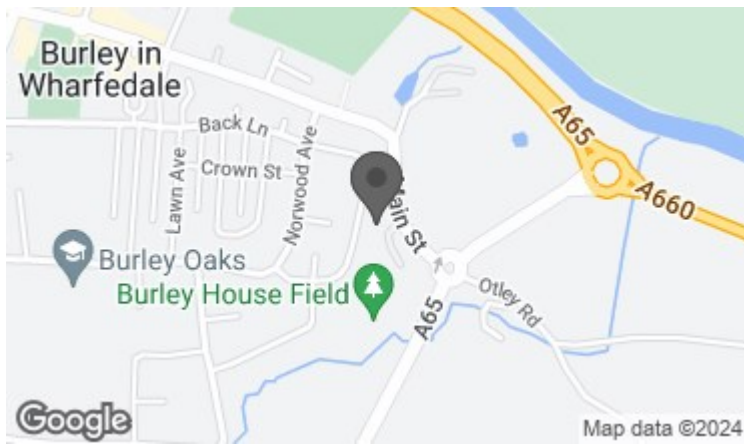 Burley in
Wharfedale
Back Ln
Crown St
Lawn Ave
Norwood Ave
Main St
A65
A660
Burley Oaks
Burley House Field
A65
Otley Rd
Google
Map data ©2024